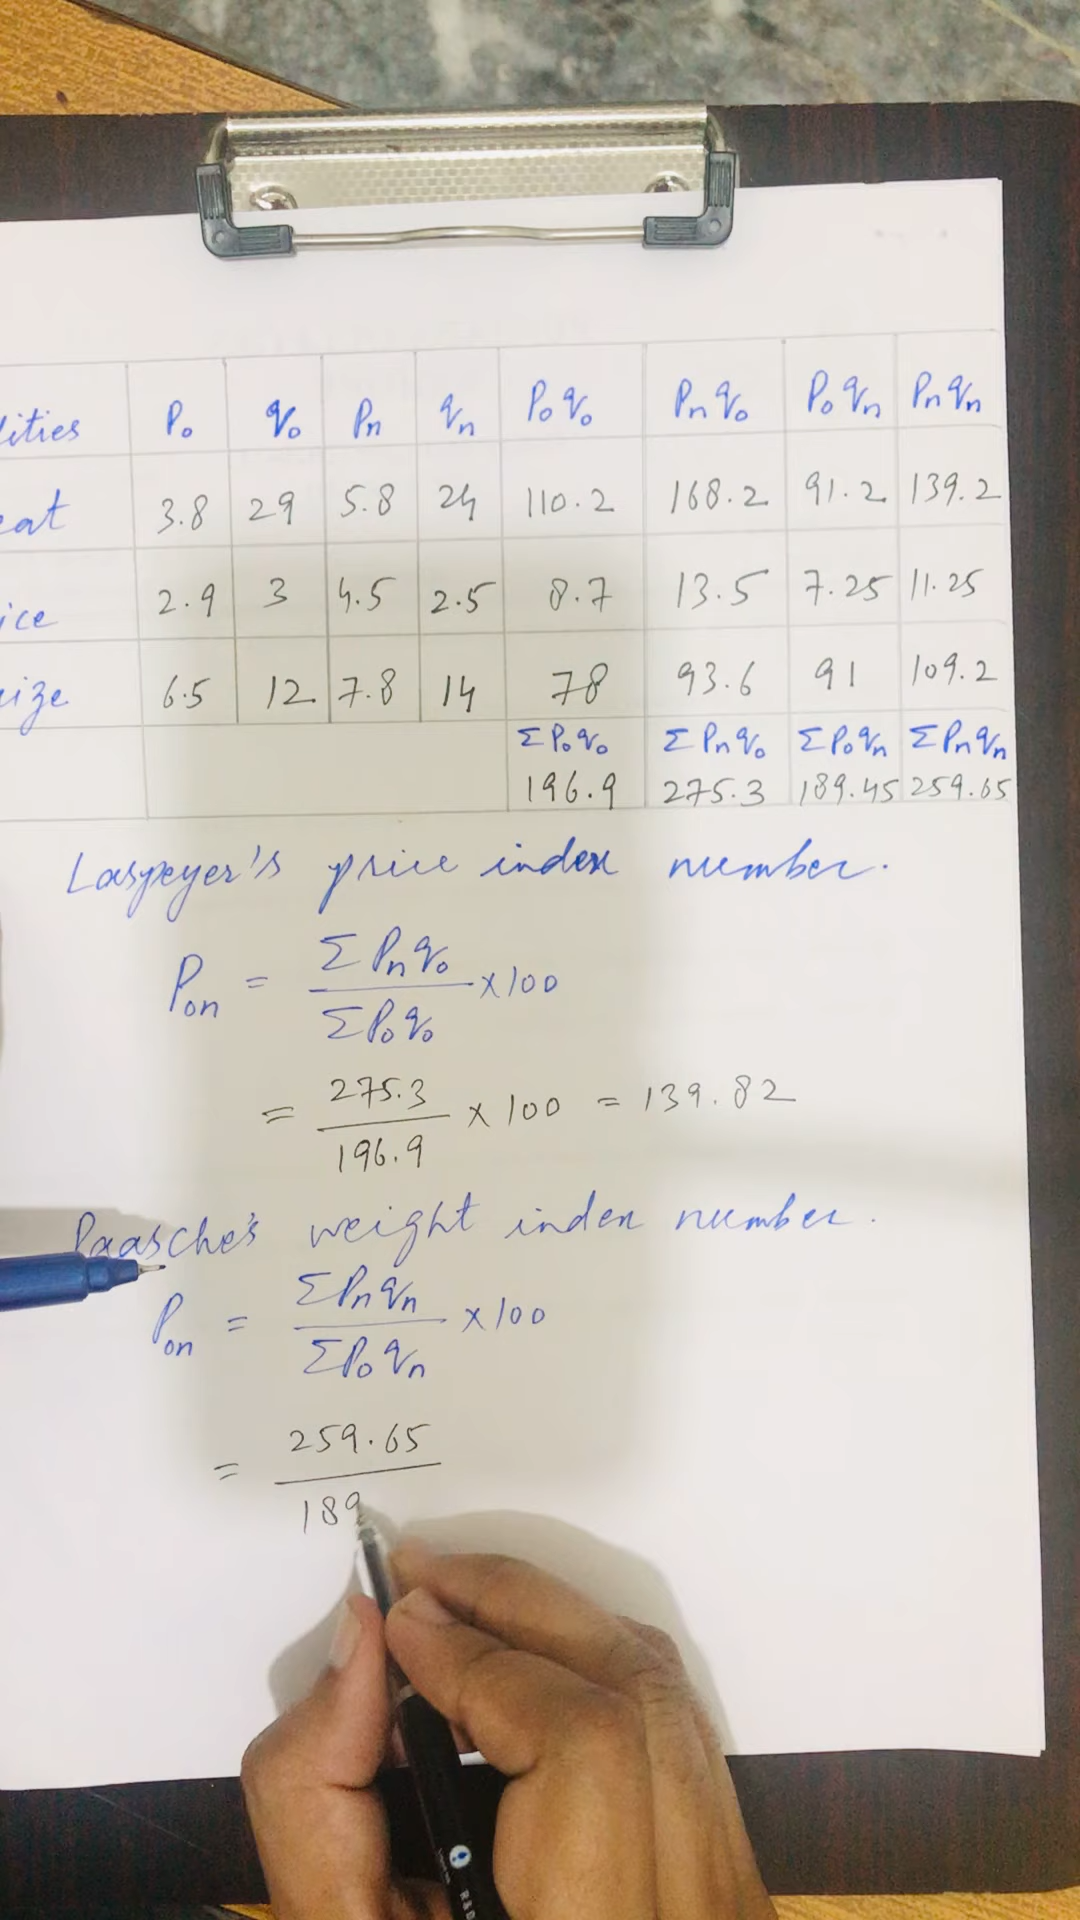 lities P₀ q₀ Pₙ qₙ P₀q₀ Pₙq₀ P₀qₙ Pₙqₙ
eat 3.8 29 5.8 24 110.2 168.2 91.2 139.2
ice 2.9 3 4.5 2.5 8.7 13.5 7.25 11.25
ize 6.5 12 7.8 14 78 93.6 91 109.2
ΣP₀q₀ ΣPₙq₀ ΣP₀qₙ ΣPₙqₙ
196.9 275.3 189.45 259.65
Laspeyer's price index number.
Pₒₙ = ΣPₙq₀ / ΣP₀q₀ ×100
= 275.3 / 196.9 × 100 = 139.82
Paasche's weight index number.
Pₒₙ = ΣPₙqₙ / ΣP₀qₙ ×100
= 259.65 / 189
R&D